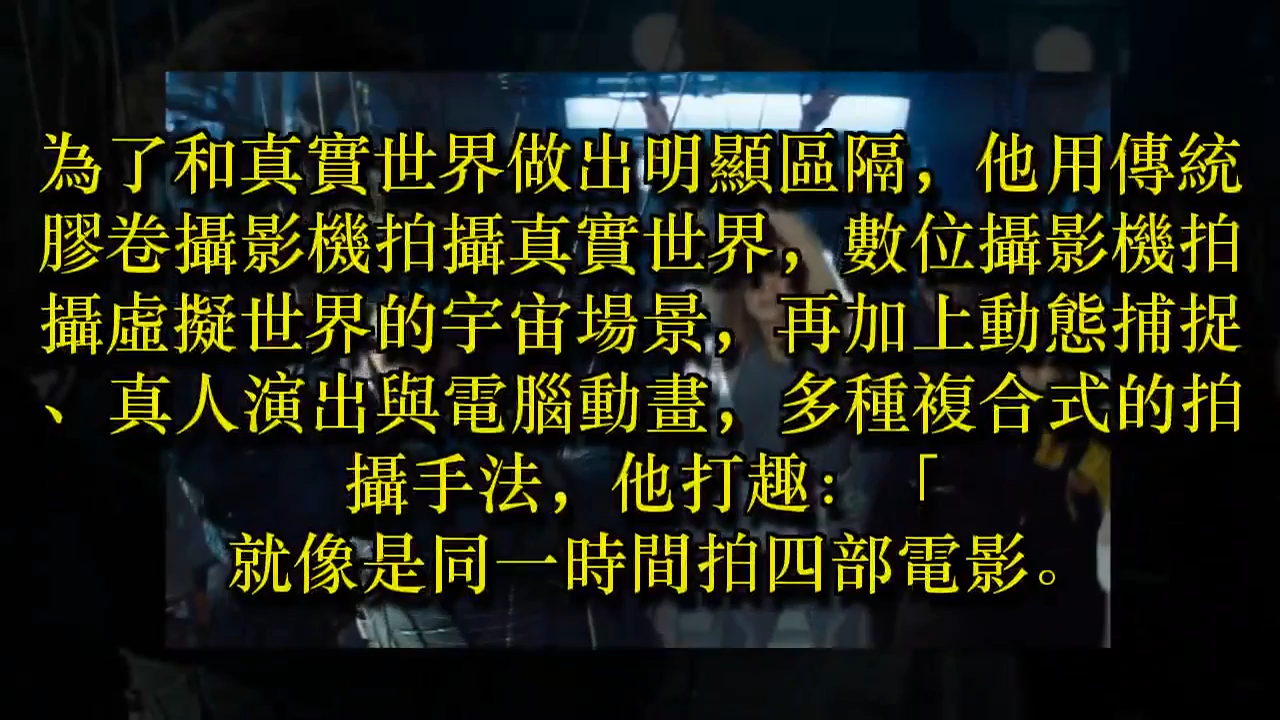 為了和真實世界做出明顯區隔，他用傳統
膠卷攝影機拍攝真實世界，數位攝影機拍
攝虛擬世界的宇宙場景，再加上動態捕捉
、真人演出與電腦動畫，多種複合式的拍
攝手法，他打趣：「
就像是同一時間拍四部電影。